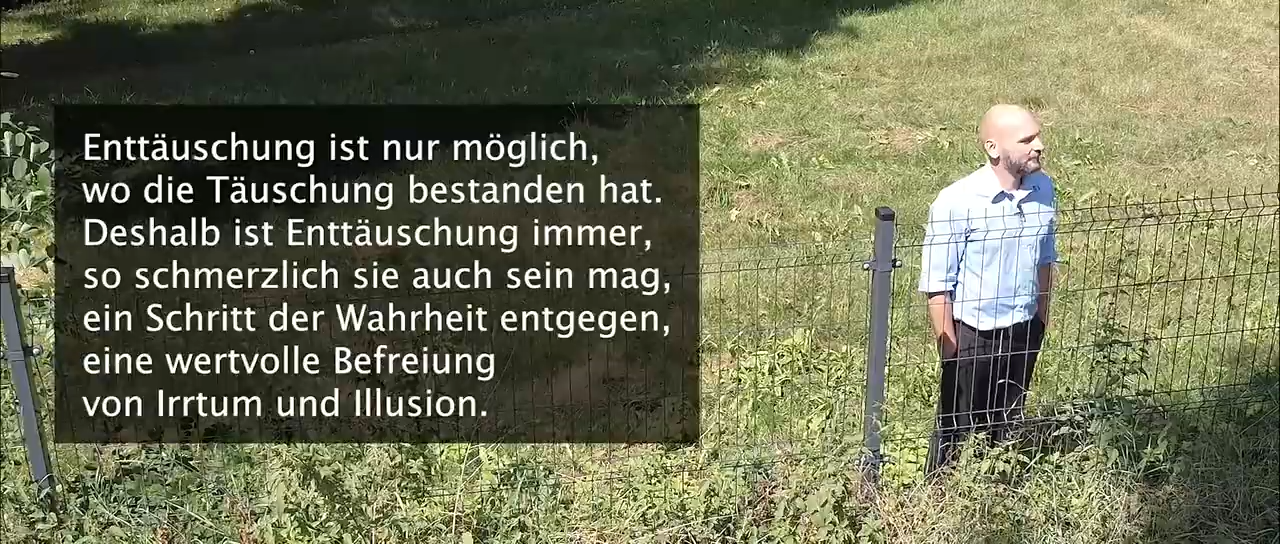 Enttäuschung ist nur möglich,
wo die Täuschung bestanden hat.
Deshalb ist Enttäuschung immer,
so schmerzlich sie auch sein mag,
ein Schritt der Wahrheit entgegen,
eine wertvolle Befreiung
von Irrtum und Illusion.